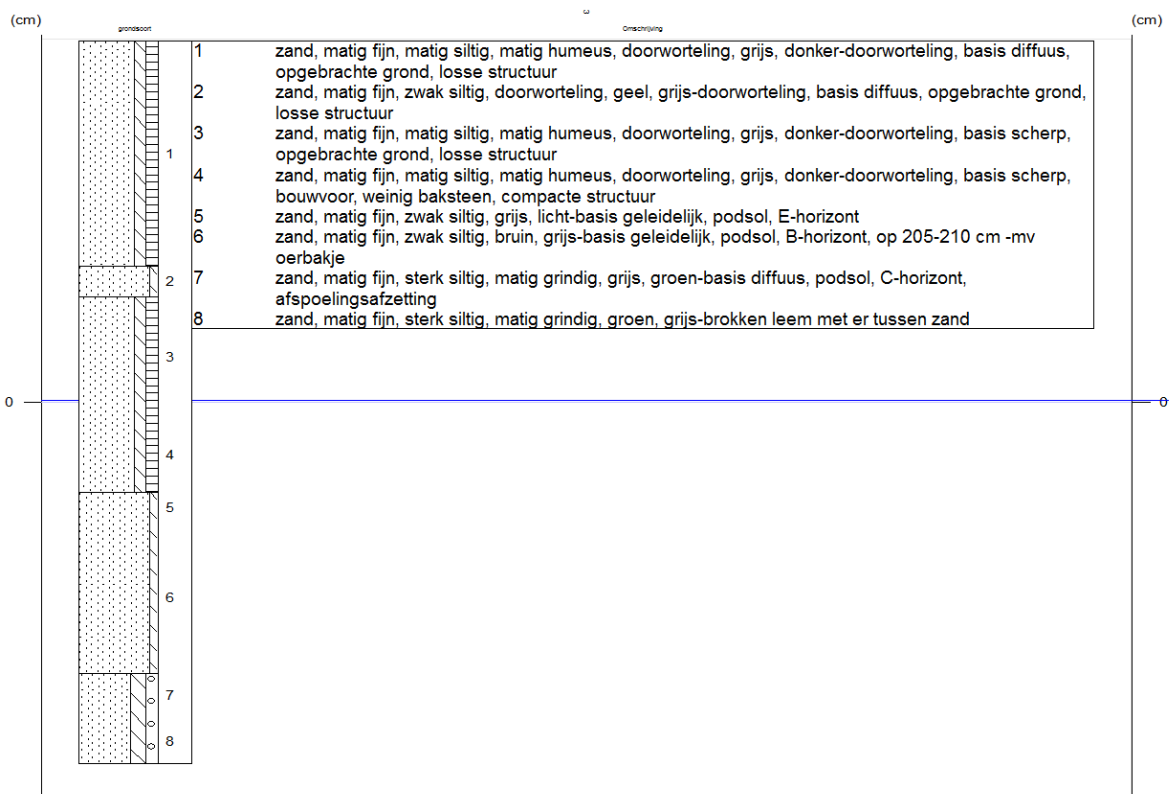 ω
(cm)
(cm)
grondsoort
Omschrijving
1 zand, matig fijn, matig siltig, matig humeus, doorworteling, grijs, donker-doorworteling, basis diffuus,
opgebrachte grond, losse structuur
2 zand, matig fijn, zwak siltig, doorworteling, geel, grijs-doorworteling, basis diffuus, opgebrachte grond,
losse structuur
3 zand, matig fijn, matig siltig, matig humeus, doorworteling, grijs, donker-doorworteling, basis scherp,
opgebrachte grond, losse structuur
4 zand, matig fijn, matig siltig, matig humeus, doorworteling, grijs, donker-doorworteling, basis scherp,
bouwvoor, weinig baksteen, compacte structuur
5 zand, matig fijn, zwak siltig, grijs, licht-basis geleidelijk, podsol, E-horizont
6 zand, matig fijn, zwak siltig, bruin, grijs-basis geleidelijk, podsol, B-horizont, op 205-210 cm -mv
oerbakje
7 zand, matig fijn, sterk siltig, matig grindig, grijs, groen-basis diffuus, podsol, C-horizont,
afspoelingsafzetting
8 zand, matig fijn, sterk siltig, matig grindig, groen, grijs-brokken leem met er tussen zand
1
2
3
0
0
4
5
6
7
8